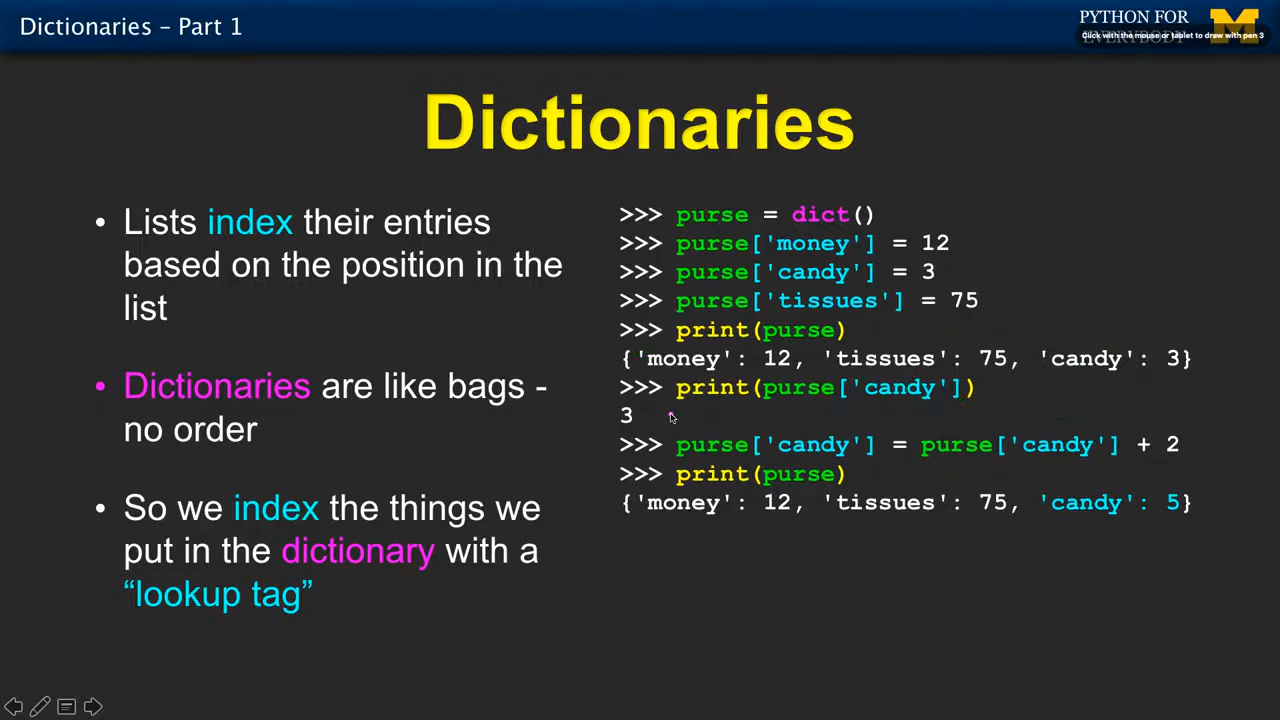 Dictionaries – Part 1
PYTHON FOR
EVERYBODY
Click with the mouse or tablet to draw with pen 3
Dictionaries
• Lists index their entries
based on the position in the
list
• Dictionaries are like bags -
no order
• So we index the things we
put in the dictionary with a
“lookup tag”
>>> purse = dict()
>>> purse['money'] = 12
>>> purse['candy'] = 3
>>> purse['tissues'] = 75
>>> print(purse)
{'money': 12, 'tissues': 75, 'candy': 3}
>>> print(purse['candy'])
3
>>> purse['candy'] = purse['candy'] + 2
>>> print(purse)
{'money': 12, 'tissues': 75, 'candy': 5}